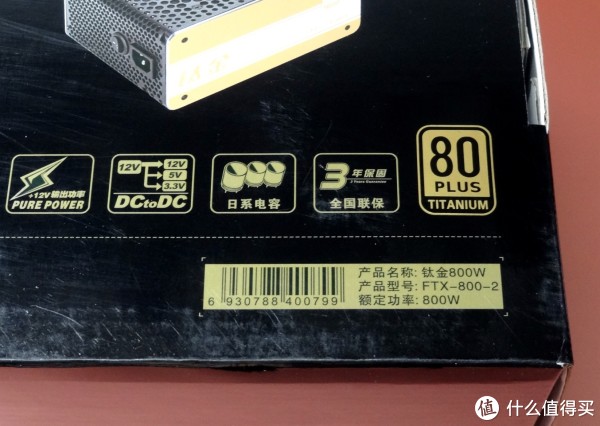 +12V输出功率
PURE POWER
12V
12V
5V
3.3V
DCtoDC
日系电容
3年保固
3 Years Guarantee
全国联保
80
PLUS
TITANIUM
产品名称: 钛金800W
产品型号: FTX-800-2
额定功率: 800W
6 930788 400799
值 什么值得买